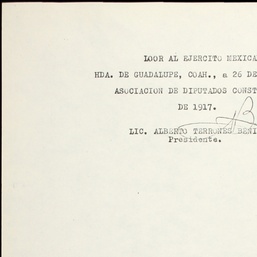 LOOR AL EJERCITO MEXICA
HDA. DE GUADALUPE, COAH., a 26 DE
ASOCIACION DE DIPUTADOS CONST
DE 1917.
LIC. ALBERTO TERRONES BENI
Presidente.